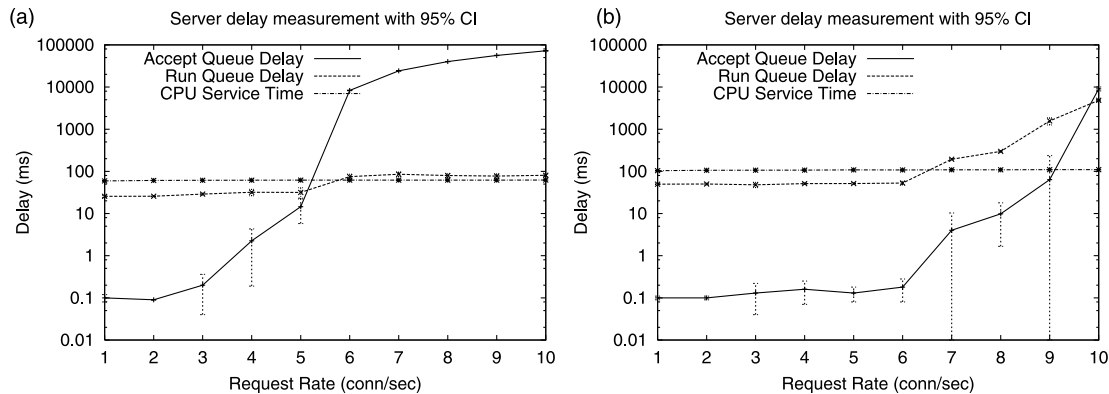 (a)
Server delay measurement with 95% CI
100000
10000
1000
100
10
1
0.1
0.01
Delay (ms)
Accept Queue Delay
Run Queue Delay
CPU Service Time
1 2 3 4 5 6 7 8 9 10
Request Rate (conn/sec)
(b)
Server delay measurement with 95% CI
100000
10000
1000
100
10
1
0.1
0.01
Delay (ms)
Accept Queue Delay
Run Queue Delay
CPU Service Time
1 2 3 4 5 6 7 8 9 10
Request Rate (conn/sec)